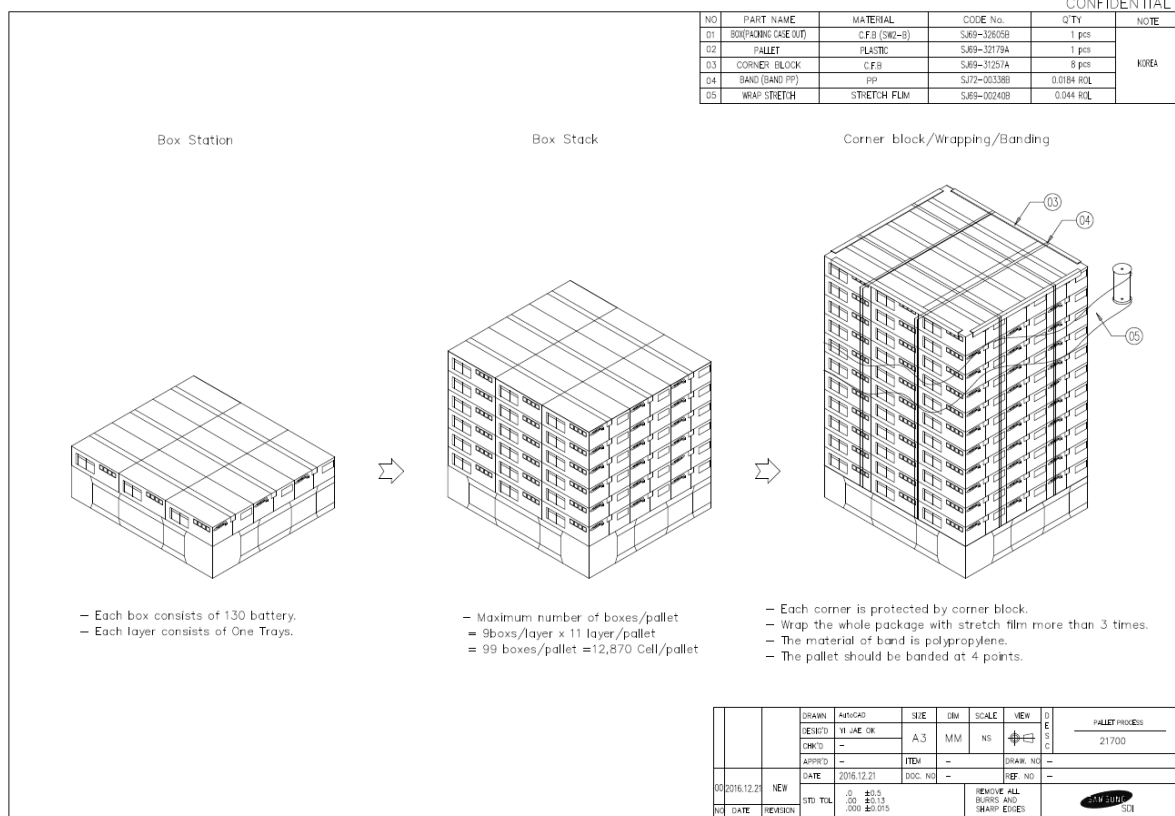 CONFIDENTIAL
NO PART NAME MATERIAL CODE No. Q'TY NOTE
01 BOX(PACKING CASE OUT) C.F.B (SW2-B) SJ69-32605B 1 pcs
02 PALLET PLASTIC SJ69-32179A 1 pcs
03 CORNER BLOCK C.F.B SJ69-31257A 8 pcs KOREA
04 BAND (BAND PP) PP SJ72-00338B 0.0184 ROL
05 WRAP STRETCH STRETCH FLIM SJ69-00240B 0.044 ROL
Box Station
Box Stack
Corner block/Wrapping/Banding
03
04
05
- Each box consists of 130 battery.
- Each layer consists of One Trays.
- Maximum number of boxes/pallet
= 9boxs/layer x 11 layer/pallet
= 99 boxes/pallet =12,870 Cell/pallet
- Each corner is protected by corner block.
- Wrap the whole package with stretch film more than 3 times.
- The material of band is polypropylene.
- The pallet should be banded at 4 points.
DRAWN AutoCAD SIZE DIM SCALE VIEW DESC PALLET PROCESS
DESIG'D YI JAE OK A3 MM NS 21700
CHK'D -
APPR'D - ITEM - DRAW. NO -
DATE 2016.12.21 DOC. NO - REF. NO -
00 2016.12.21 NEW
NO DATE REVISION
STD TOL .0 ±0.5
.00 ±0.13
.000 ±0.015
REMOVE ALL
BURRS AND
SHARP EDGES
SAMSUNG
SDI